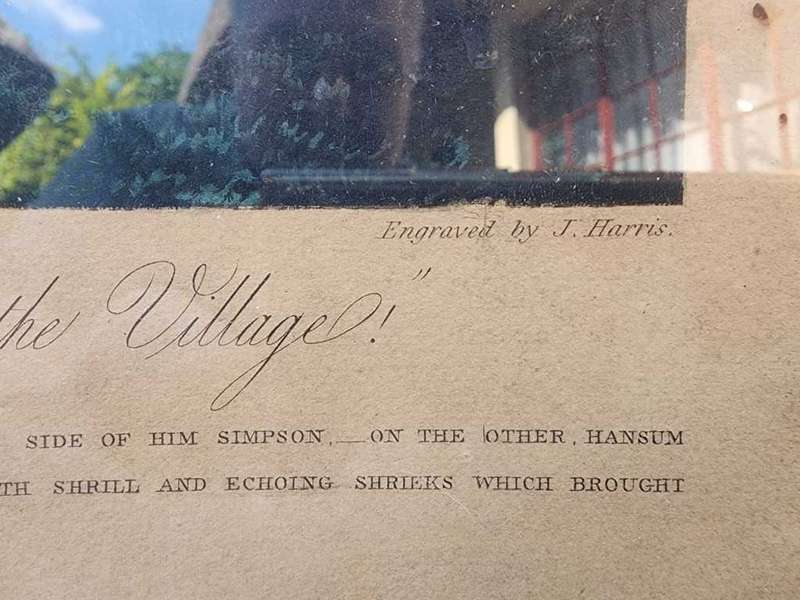 Engraved by J. Harris.
the Village!"
SIDE OF HIM SIMPSON, — ON THE OTHER, HANSUM
TH SHRILL AND ECHOING SHRIEKS WHICH BROUGHT